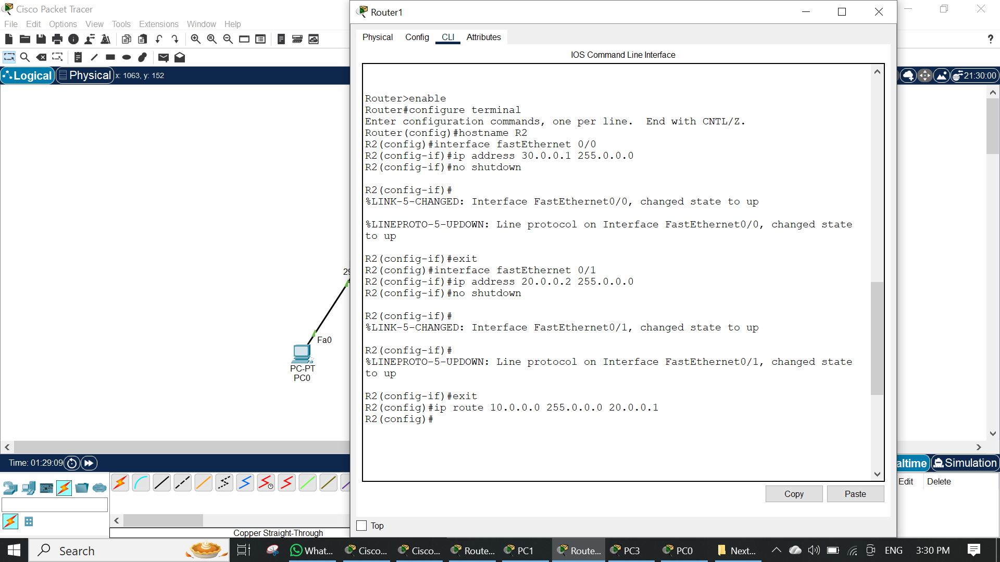 Cisco Packet Tracer
File Edit Options View Tools Extensions Window Help
?
Logical
Physical
x: 1063, y: 152
21:30:00
Router1
Physical Config CLI Attributes
IOS Command Line Interface
Router>enable
Router#configure terminal
Enter configuration commands, one per line. End with CNTL/Z.
Router(config)#hostname R2
R2(config)#interface fastEthernet 0/0
R2(config-if)#ip address 30.0.0.1 255.0.0.0
R2(config-if)#no shutdown
R2(config-if)#
%LINK-5-CHANGED: Interface FastEthernet0/0, changed state to up
%LINEPROTO-5-UPDOWN: Line protocol on Interface FastEthernet0/0, changed state
to up
R2(config-if)#exit
R2(config)#interface fastEthernet 0/1
R2(config-if)#ip address 20.0.0.2 255.0.0.0
R2(config-if)#no shutdown
R2(config-if)#
%LINK-5-CHANGED: Interface FastEthernet0/1, changed state to up
R2(config-if)#
%LINEPROTO-5-UPDOWN: Line protocol on Interface FastEthernet0/1, changed state
to up
R2(config-if)#exit
R2(config)#ip route 10.0.0.0 255.0.0.0 20.0.0.1
R2(config)#
Copy Paste
Top
Fa0
PC-PT
PC0
Time: 01:29:09
altime Simulation
Edit Delete
Copper Straight-Through
Search
What...
Cisco...
Cisco...
Route...
PC1
Route...
PC3
PC0
Next...
ENG
3:30 PM